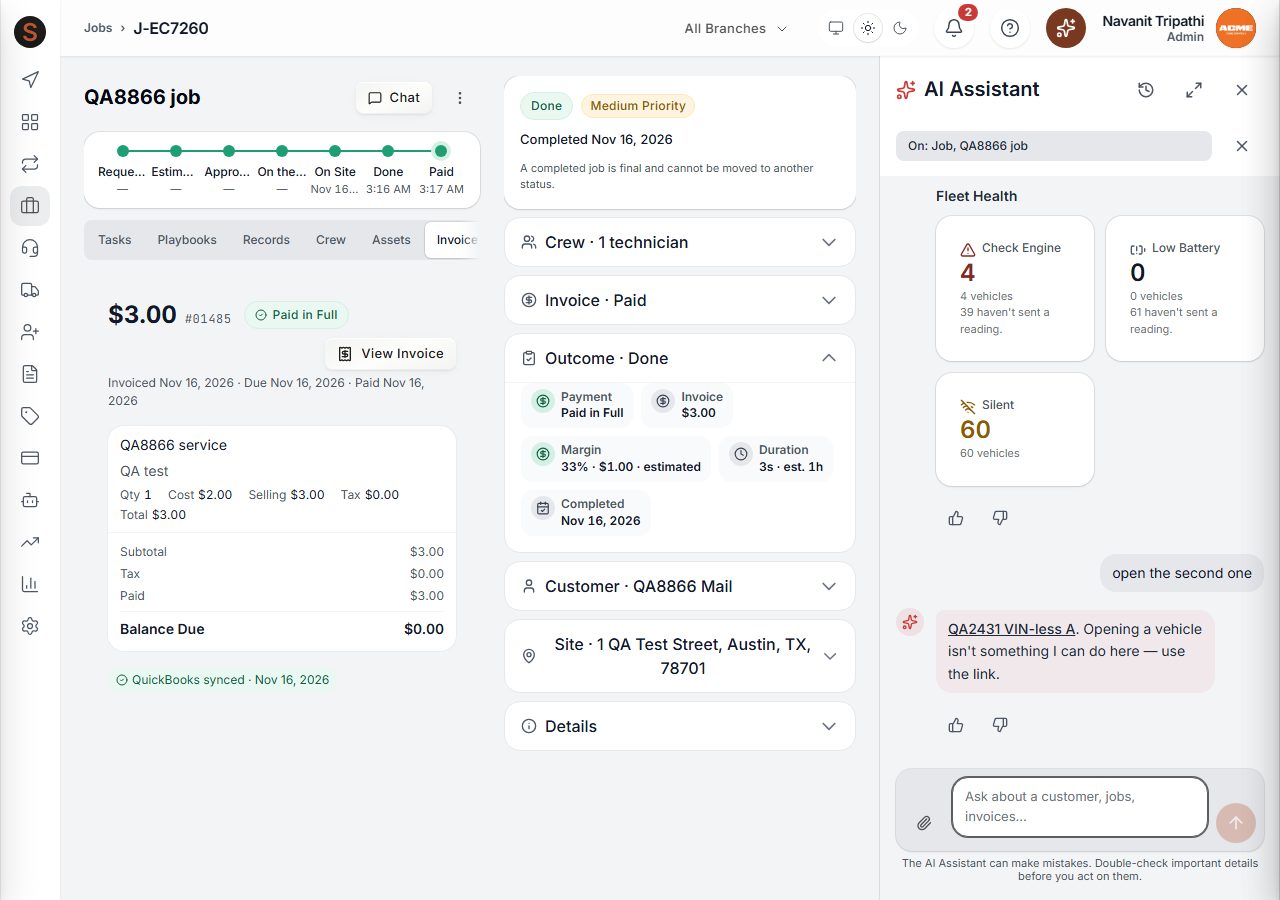 S
Jobs › J-EC7260
All Branches
2
Navanit Tripathi
Admin
ACME
QA8866 job
Chat
Reque... Estim... Appro... On the... On Site Done Paid
— — — — Nov 16... 3:16 AM 3:17 AM
Tasks Playbooks Records Crew Assets Invoice
$3.00 #01485 Paid in Full
View Invoice
Invoiced Nov 16, 2026 · Due Nov 16, 2026 · Paid Nov 16,
2026
QA8866 service
QA test
Qty 1 Cost $2.00 Selling $3.00 Tax $0.00
Total $3.00
Subtotal $3.00
Tax $0.00
Paid $3.00
Balance Due $0.00
QuickBooks synced · Nov 16, 2026
Done Medium Priority
Completed Nov 16, 2026
A completed job is final and cannot be moved to another
status.
Crew · 1 technician
Invoice · Paid
Outcome · Done
Payment
Paid in Full
Invoice
$3.00
Margin
33% · $1.00 · estimated
Duration
3s · est. 1h
Completed
Nov 16, 2026
Customer · QA8866 Mail
Site · 1 QA Test Street, Austin, TX,
78701
Details
AI Assistant
On: Job, QA8866 job
Fleet Health
Check Engine
4
4 vehicles
39 haven't sent a
reading.
Low Battery
0
0 vehicles
61 haven't sent a
reading.
Silent
60
60 vehicles
open the second one
QA2431 VIN-less A. Opening a vehicle
isn't something I can do here — use
the link.
Ask about a customer, jobs,
invoices...
The AI Assistant can make mistakes. Double-check important details
before you act on them.